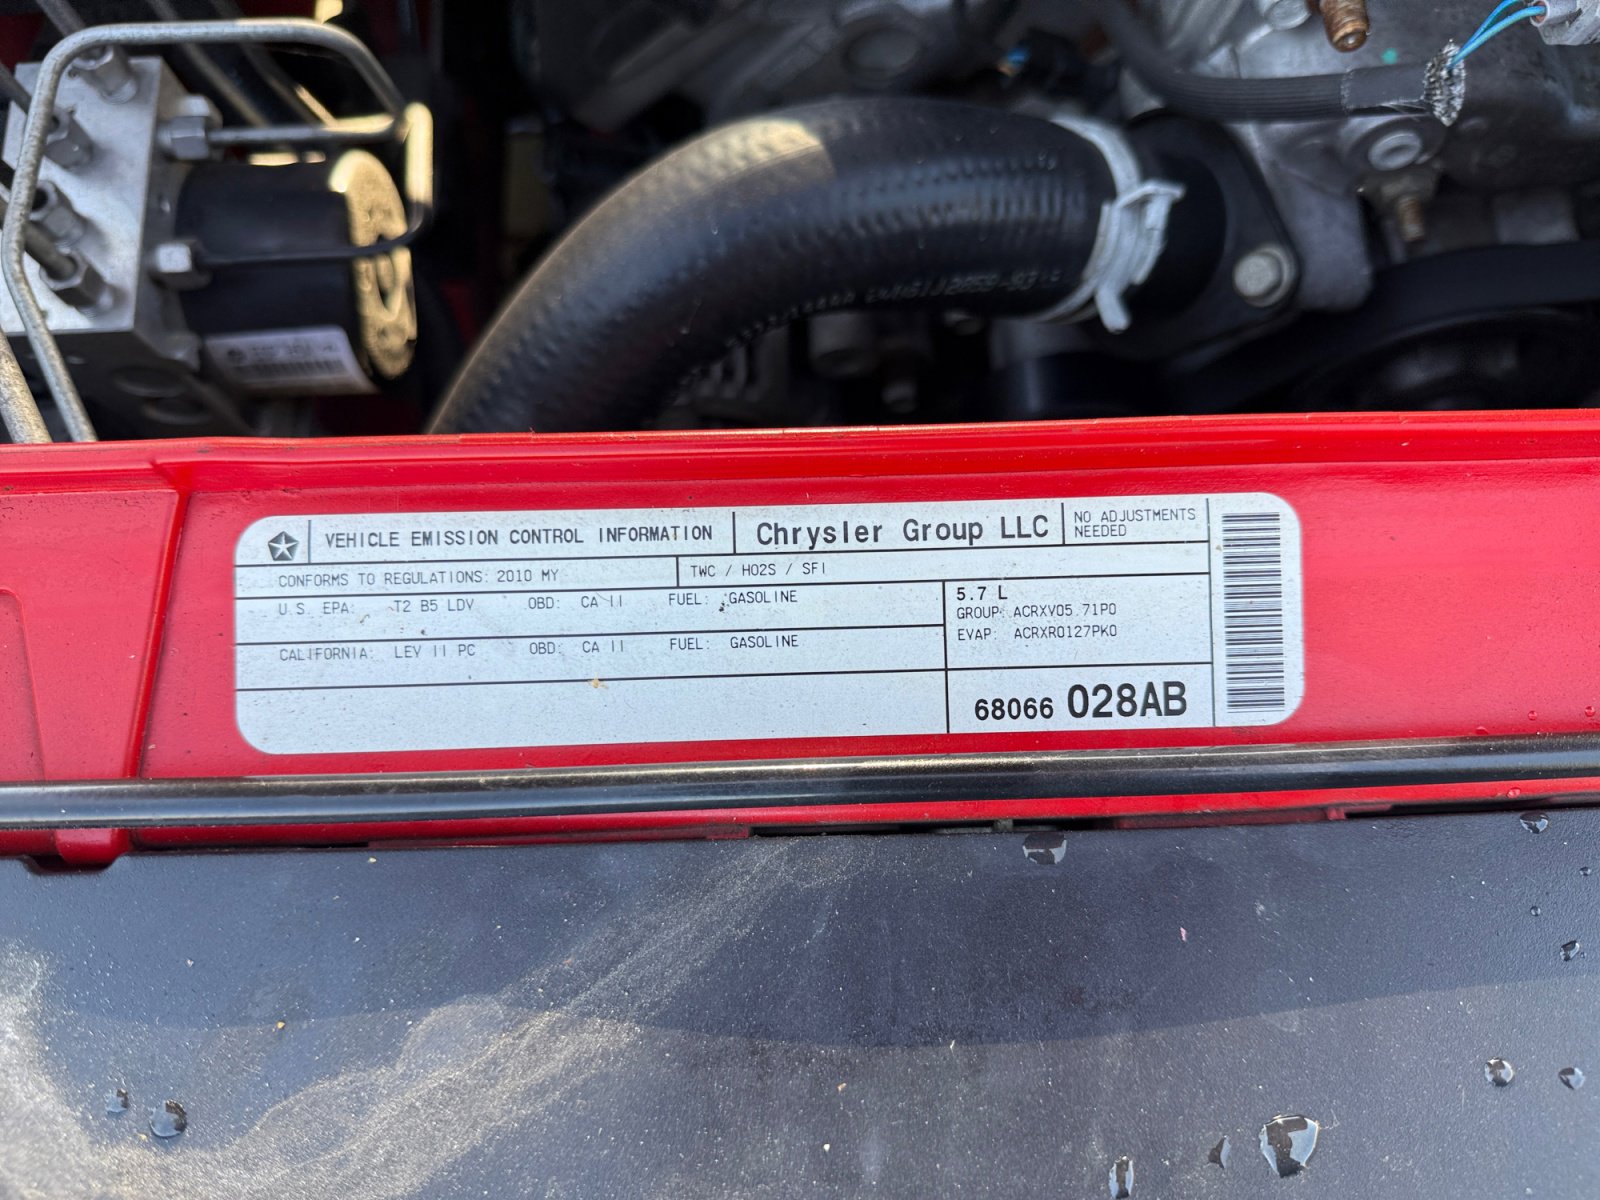 VEHICLE EMISSION CONTROL INFORMATION
Chrysler Group LLC
NO ADJUSTMENTS
NEEDED
CONFORMS TO REGULATIONS: 2010 MY
TWC / HO2S / SFI
U.S. EPA: T2 B5 LDV OBD: CA II FUEL: GASOLINE
CALIFORNIA: LEV II PC OBD: CA II FUEL: GASOLINE
5.7 L
GROUP: ACRXV05.71P0
EVAP: ACRXR0127PK0
68066 028AB